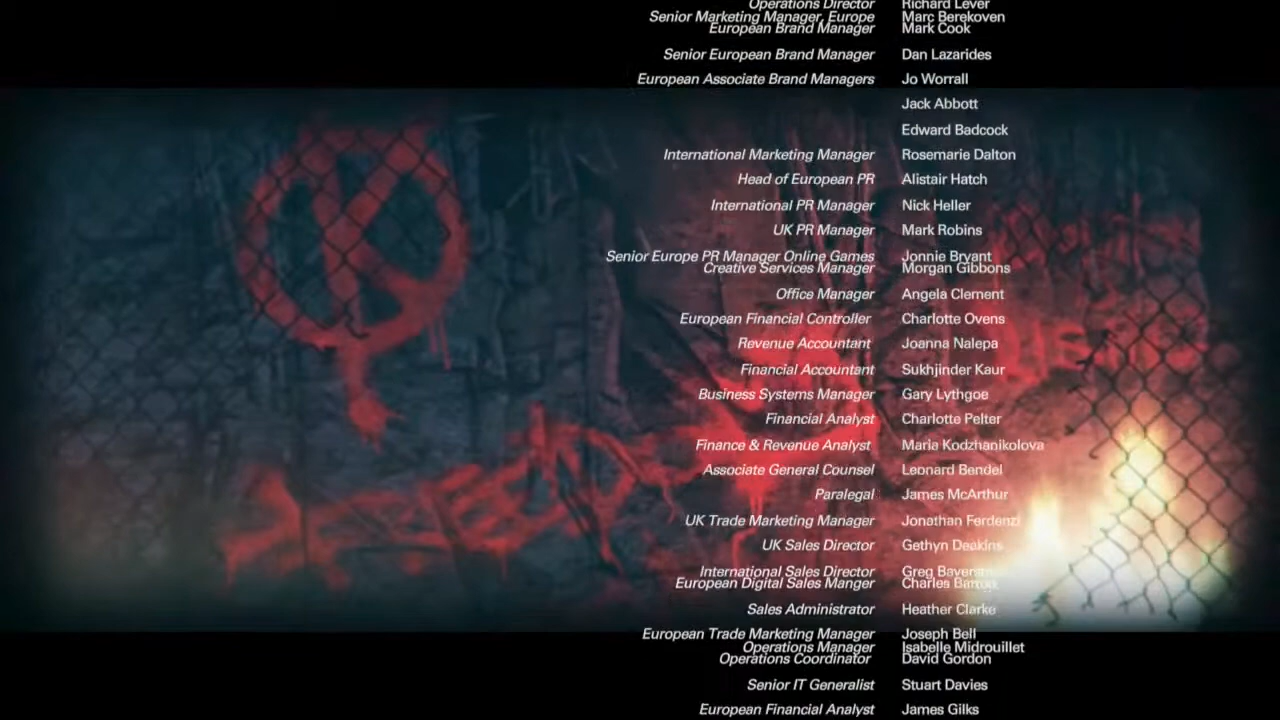 Operations Director Richard Lever
Senior Marketing Manager, Europe Marc Berekoven
European Brand Manager Mark Cook
Senior European Brand Manager Dan Lazarides
European Associate Brand Managers Jo Worrall
Jack Abbott
Edward Badcock
International Marketing Manager Rosemarie Dalton
Head of European PR Alistair Hatch
International PR Manager Nick Heller
UK PR Manager Mark Robins
Senior Europe PR Manager Online Games Jonnie Bryant
Creative Services Manager Morgan Gibbons
Office Manager Angela Clement
European Financial Controller Charlotte Ovens
Revenue Accountant Joanna Nalepa
Financial Accountant Sukhjinder Kaur
Business Systems Manager Gary Lythgoe
Financial Analyst Charlotte Pelter
Finance & Revenue Analyst Maria Kodzhanikolova
Associate General Counsel Leonard Bendel
Paralegal James McArthur
UK Trade Marketing Manager Jonathan Ferdenzi
UK Sales Director Gethyn Deakins
International Sales Director Greg
European Digital Sales Manger Charles
Sales Administrator Heather Clarke
European Trade Marketing Manager Joseph Bell
Operations Manager Isabelle Midrouillet
Operations Coordinator David Gordon
Senior IT Generalist Stuart Davies
European Financial Analyst James Gilks